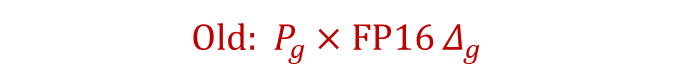 Old: P_g × FP16 Δ_g